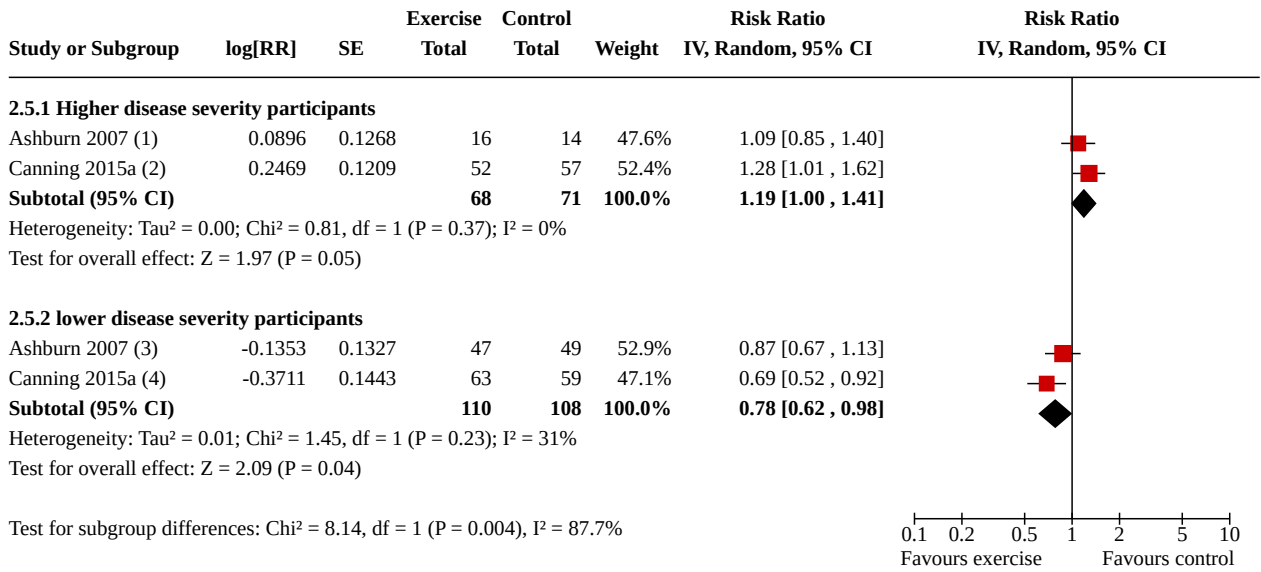 Exercise Control Risk Ratio Risk Ratio
Study or Subgroup log[RR] SE Total Total Weight IV, Random, 95% CI IV, Random, 95% CI
2.5.1 Higher disease severity participants
Ashburn 2007 (1) 0.0896 0.1268 16 14 47.6% 1.09 [0.85 , 1.40]
Canning 2015a (2) 0.2469 0.1209 52 57 52.4% 1.28 [1.01 , 1.62]
Subtotal (95% CI) 68 71 100.0% 1.19 [1.00 , 1.41]
Heterogeneity: Tau² = 0.00; Chi² = 0.81, df = 1 (P = 0.37); I² = 0%
Test for overall effect: Z = 1.97 (P = 0.05)
2.5.2 lower disease severity participants
Ashburn 2007 (3) -0.1353 0.1327 47 49 52.9% 0.87 [0.67 , 1.13]
Canning 2015a (4) -0.3711 0.1443 63 59 47.1% 0.69 [0.52 , 0.92]
Subtotal (95% CI) 110 108 100.0% 0.78 [0.62 , 0.98]
Heterogeneity: Tau² = 0.01; Chi² = 1.45, df = 1 (P = 0.23); I² = 31%
Test for overall effect: Z = 2.09 (P = 0.04)
Test for subgroup differences: Chi² = 8.14, df = 1 (P = 0.004), I² = 87.7%
0.1 0.2 0.5 1 2 5 10
Favours exercise Favours control